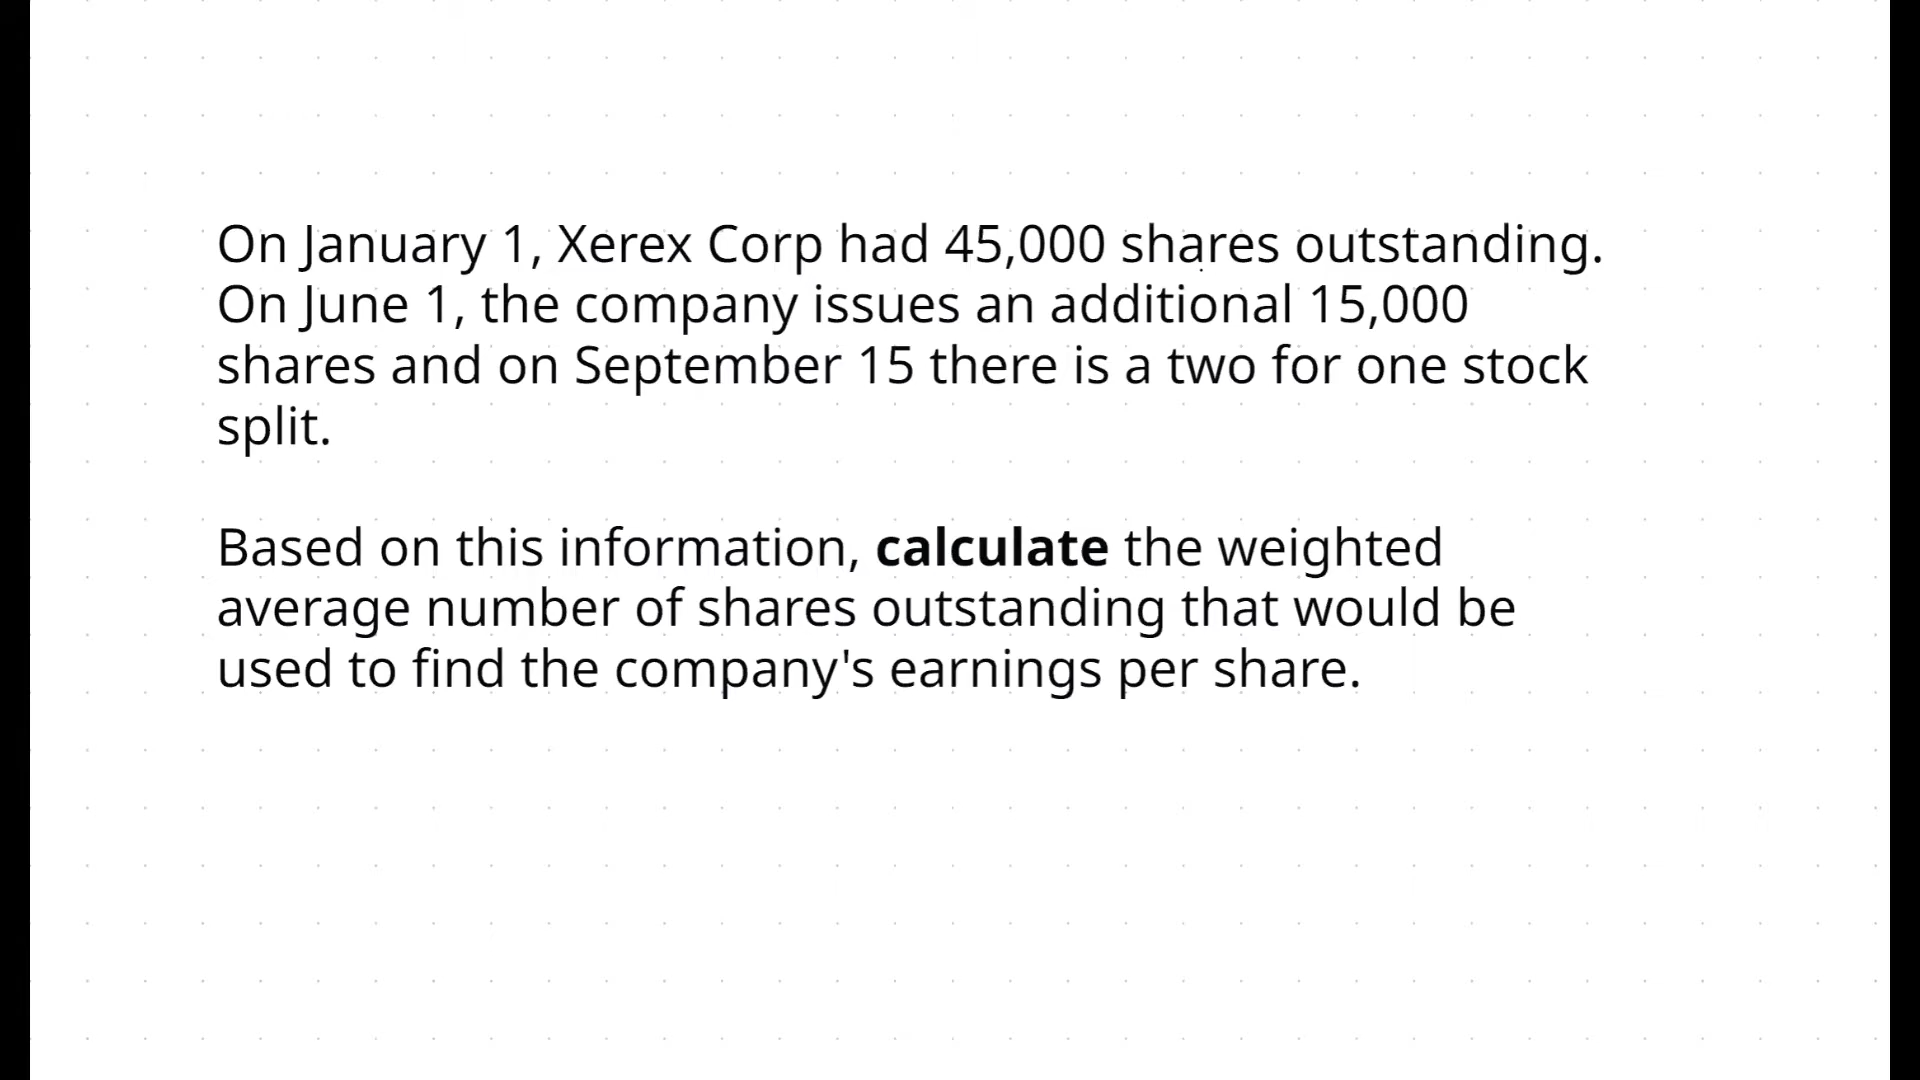 On January 1, Xerex Corp had 45,000 shares outstanding.
On June 1, the company issues an additional 15,000
shares and on September 15 there is a two for one stock
split.
Based on this information, calculate the weighted
average number of shares outstanding that would be
used to find the company's earnings per share.